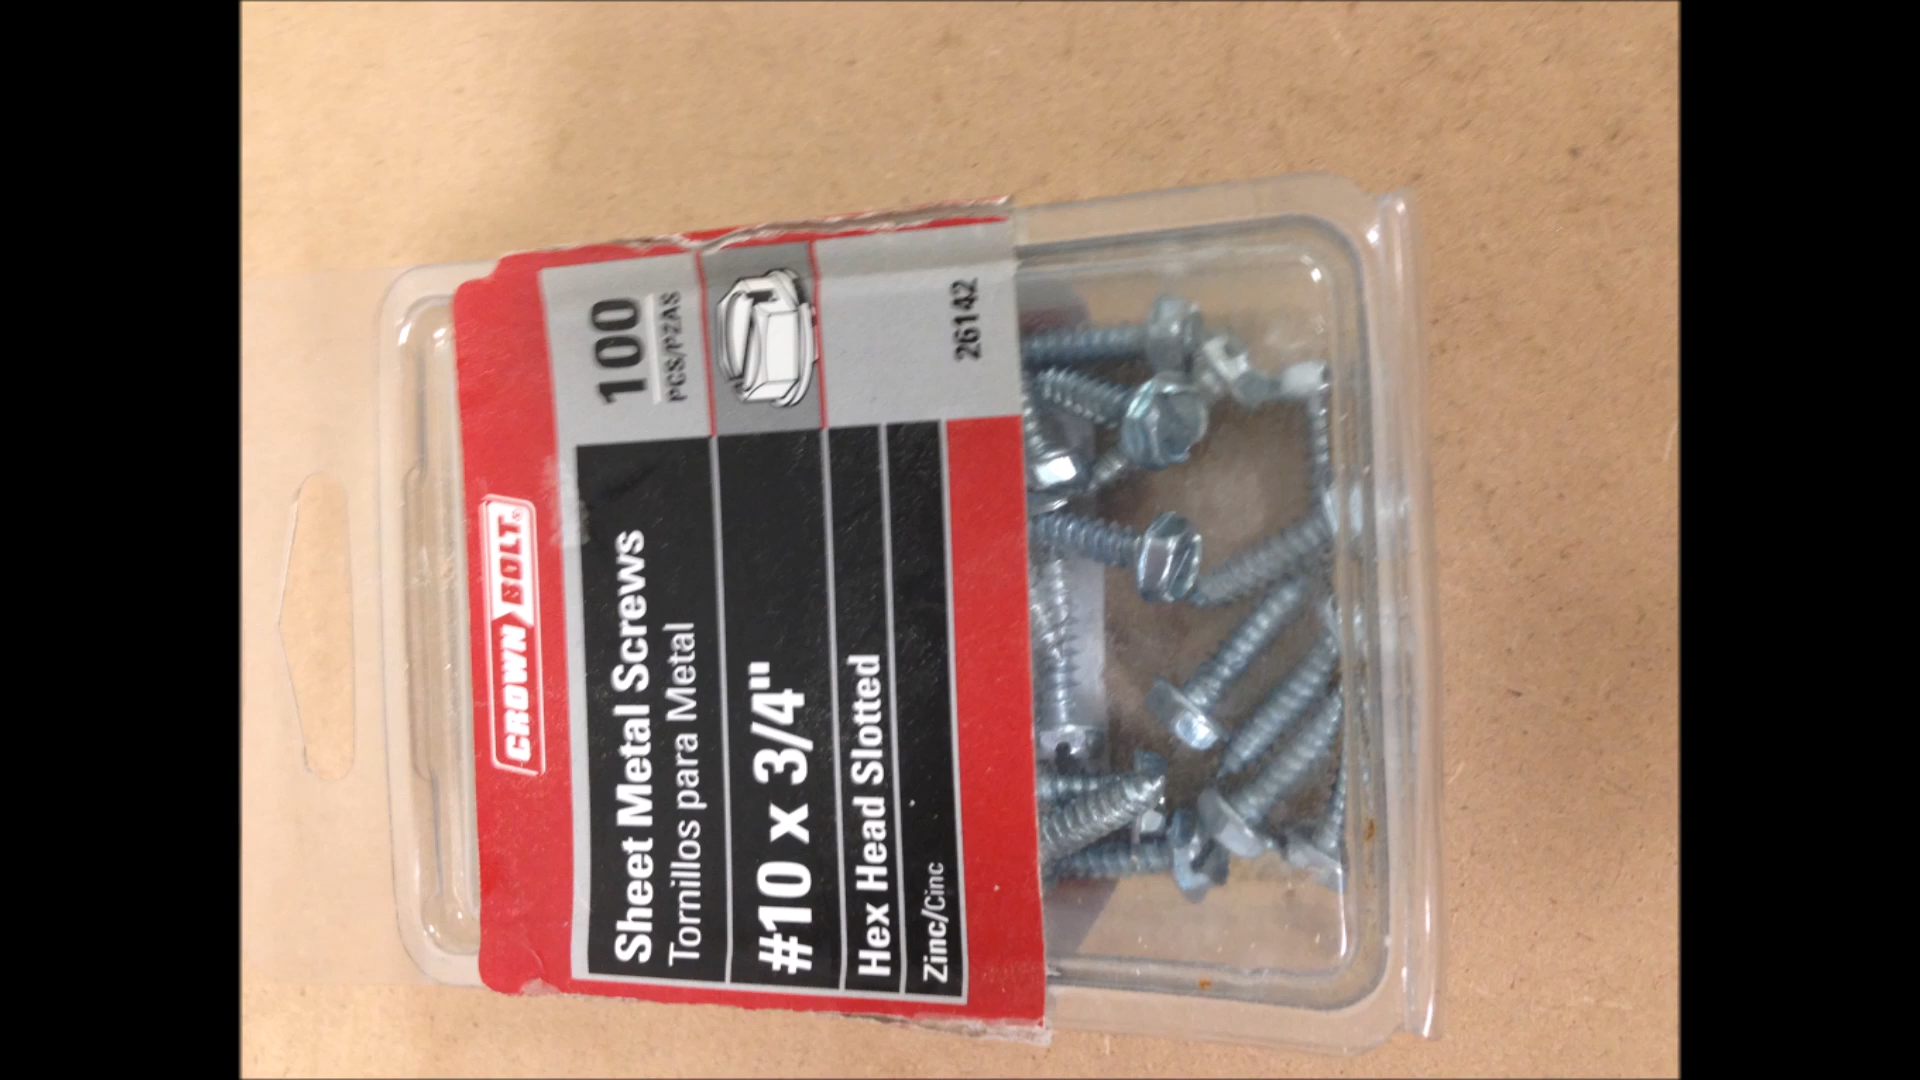 CROWN BOLT®
100
PCS/PZAS
Sheet Metal Screws
Tornillos para Metal
#10 x 3/4"
Hex Head Slotted
Zinc/Cinc
26142